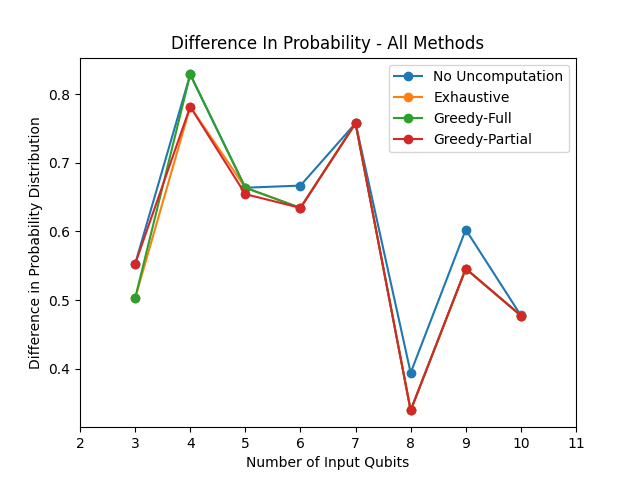 Difference In Probability - All Methods
No Uncomputation
Exhaustive
Greedy-Full
Greedy-Partial
Difference in Probability Distribution
0.8
0.7
0.6
0.5
0.4
2 3 4 5 6 7 8 9 10 11
Number of Input Qubits